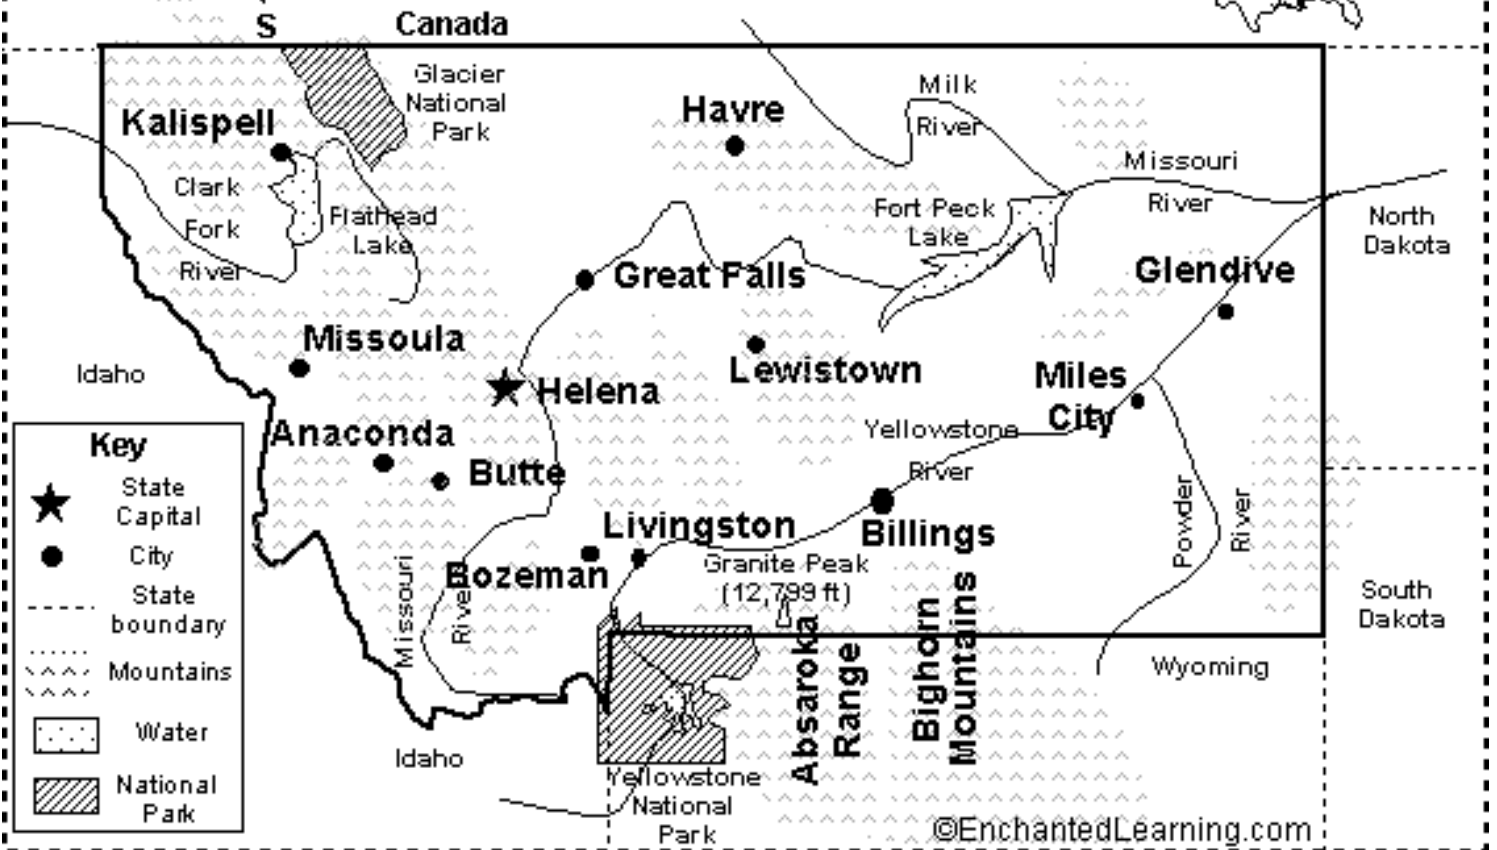 S
Canada
Glacier
National
Park
Kalispell
Havre
Milk
River
Missouri
River
Clark
Fork
River
Flathead
Lake
Fort Peck
Lake
North
Dakota
Great Falls
Glendive
Missoula
Idaho
Helena
Lewistown
Miles
City
Anaconda
Butte
Yellowstone
River
Key
State
Capital
City
State
boundary
Mountains
Water
National
Park
Livingston
Billings
Bozeman
Granite Peak
(12,799 ft)
Missouri
River
Powder
River
South
Dakota
Absaroka
Range
Bighorn
Mountains
Wyoming
Idaho
Yellowstone
National
Park
©EnchantedLearning.com